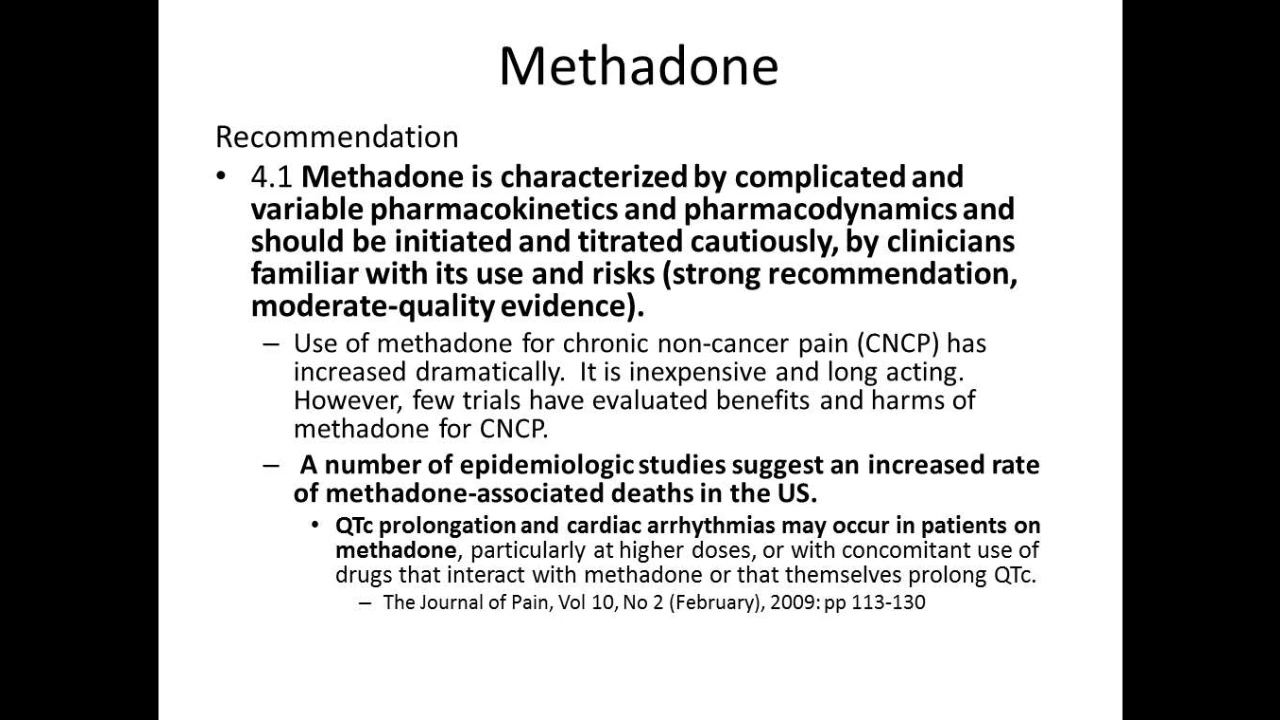 Methadone
Recommendation
• 4.1 Methadone is characterized by complicated and
variable pharmacokinetics and pharmacodynamics and
should be initiated and titrated cautiously, by clinicians
familiar with its use and risks (strong recommendation,
moderate-quality evidence).
– Use of methadone for chronic non-cancer pain (CNCP) has
increased dramatically. It is inexpensive and long acting.
However, few trials have evaluated benefits and harms of
methadone for CNCP.
– A number of epidemiologic studies suggest an increased rate
of methadone-associated deaths in the US.
• QTc prolongation and cardiac arrhythmias may occur in patients on
methadone, particularly at higher doses, or with concomitant use of
drugs that interact with methadone or that themselves prolong QTc.
– The Journal of Pain, Vol 10, No 2 (February), 2009: pp 113-130